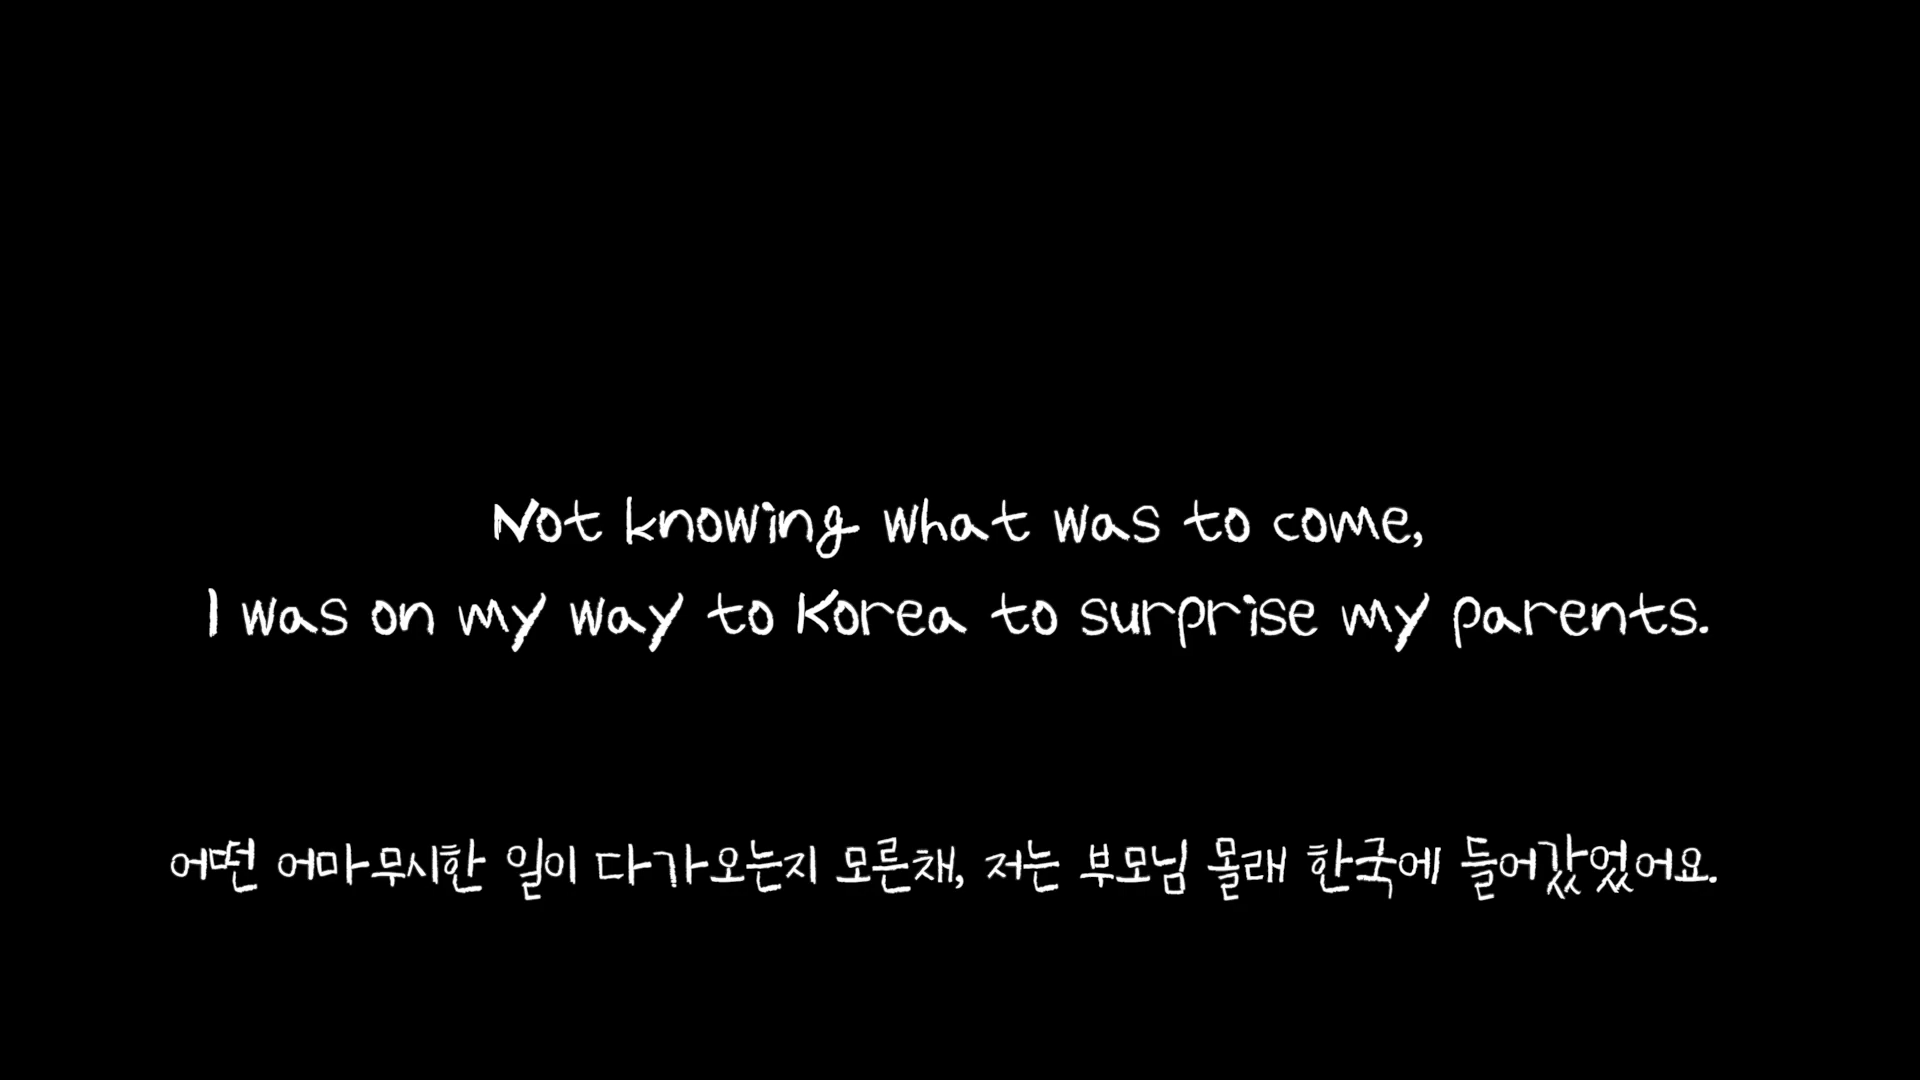 Not knowing what was to come,
I was on my way to Korea to surprise my parents.
어떤 어마무시한 일이 다가오는지 모른채, 저는 부모님 몰래 한국에 들어갔었어요.